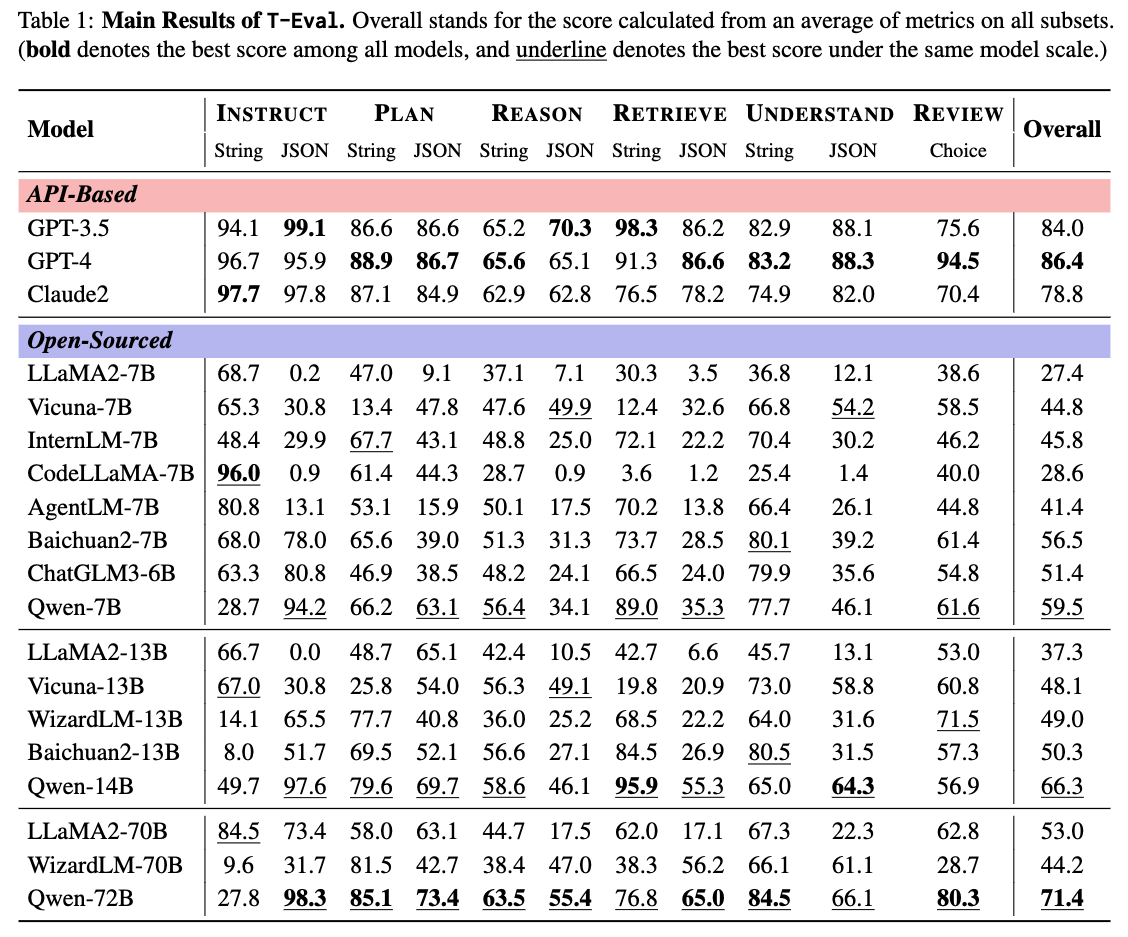 Table 1: Main Results of T-Eval. Overall stands for the score calculated from an average of metrics on all subsets.
(bold denotes the best score among all models, and underline denotes the best score under the same model scale.)
Model INSTRUCT PLAN REASON RETRIEVE UNDERSTAND REVIEW Overall
String JSON String JSON String JSON String JSON String JSON Choice
API-Based
GPT-3.5 94.1 99.1 86.6 86.6 65.2 70.3 98.3 86.2 82.9 88.1 75.6 84.0
GPT-4 96.7 95.9 88.9 86.7 65.6 65.1 91.3 86.6 83.2 88.3 94.5 86.4
Claude2 97.7 97.8 87.1 84.9 62.9 62.8 76.5 78.2 74.9 82.0 70.4 78.8
Open-Sourced
LLaMA2-7B 68.7 0.2 47.0 9.1 37.1 7.1 30.3 3.5 36.8 12.1 38.6 27.4
Vicuna-7B 65.3 30.8 13.4 47.8 47.6 49.9 12.4 32.6 66.8 54.2 58.5 44.8
InternLM-7B 48.4 29.9 67.7 43.1 48.8 25.0 72.1 22.2 70.4 30.2 46.2 45.8
CodeLLaMA-7B 96.0 0.9 61.4 44.3 28.7 0.9 3.6 1.2 25.4 1.4 40.0 28.6
AgentLM-7B 80.8 13.1 53.1 15.9 50.1 17.5 70.2 13.8 66.4 26.1 44.8 41.4
Baichuan2-7B 68.0 78.0 65.6 39.0 51.3 31.3 73.7 28.5 80.1 39.2 61.4 56.5
ChatGLM3-6B 63.3 80.8 46.9 38.5 48.2 24.1 66.5 24.0 79.9 35.6 54.8 51.4
Qwen-7B 28.7 94.2 66.2 63.1 56.4 34.1 89.0 35.3 77.7 46.1 61.6 59.5
LLaMA2-13B 66.7 0.0 48.7 65.1 42.4 10.5 42.7 6.6 45.7 13.1 53.0 37.3
Vicuna-13B 67.0 30.8 25.8 54.0 56.3 49.1 19.8 20.9 73.0 58.8 60.8 48.1
WizardLM-13B 14.1 65.5 77.7 40.8 36.0 25.2 68.5 22.2 64.0 31.6 71.5 49.0
Baichuan2-13B 8.0 51.7 69.5 52.1 56.6 27.1 84.5 26.9 80.5 31.5 57.3 50.3
Qwen-14B 49.7 97.6 79.6 69.7 58.6 46.1 95.9 55.3 65.0 64.3 56.9 66.3
LLaMA2-70B 84.5 73.4 58.0 63.1 44.7 17.5 62.0 17.1 67.3 22.3 62.8 53.0
WizardLM-70B 9.6 31.7 81.5 42.7 38.4 47.0 38.3 56.2 66.1 61.1 28.7 44.2
Qwen-72B 27.8 98.3 85.1 73.4 63.5 55.4 76.8 65.0 84.5 66.1 80.3 71.4